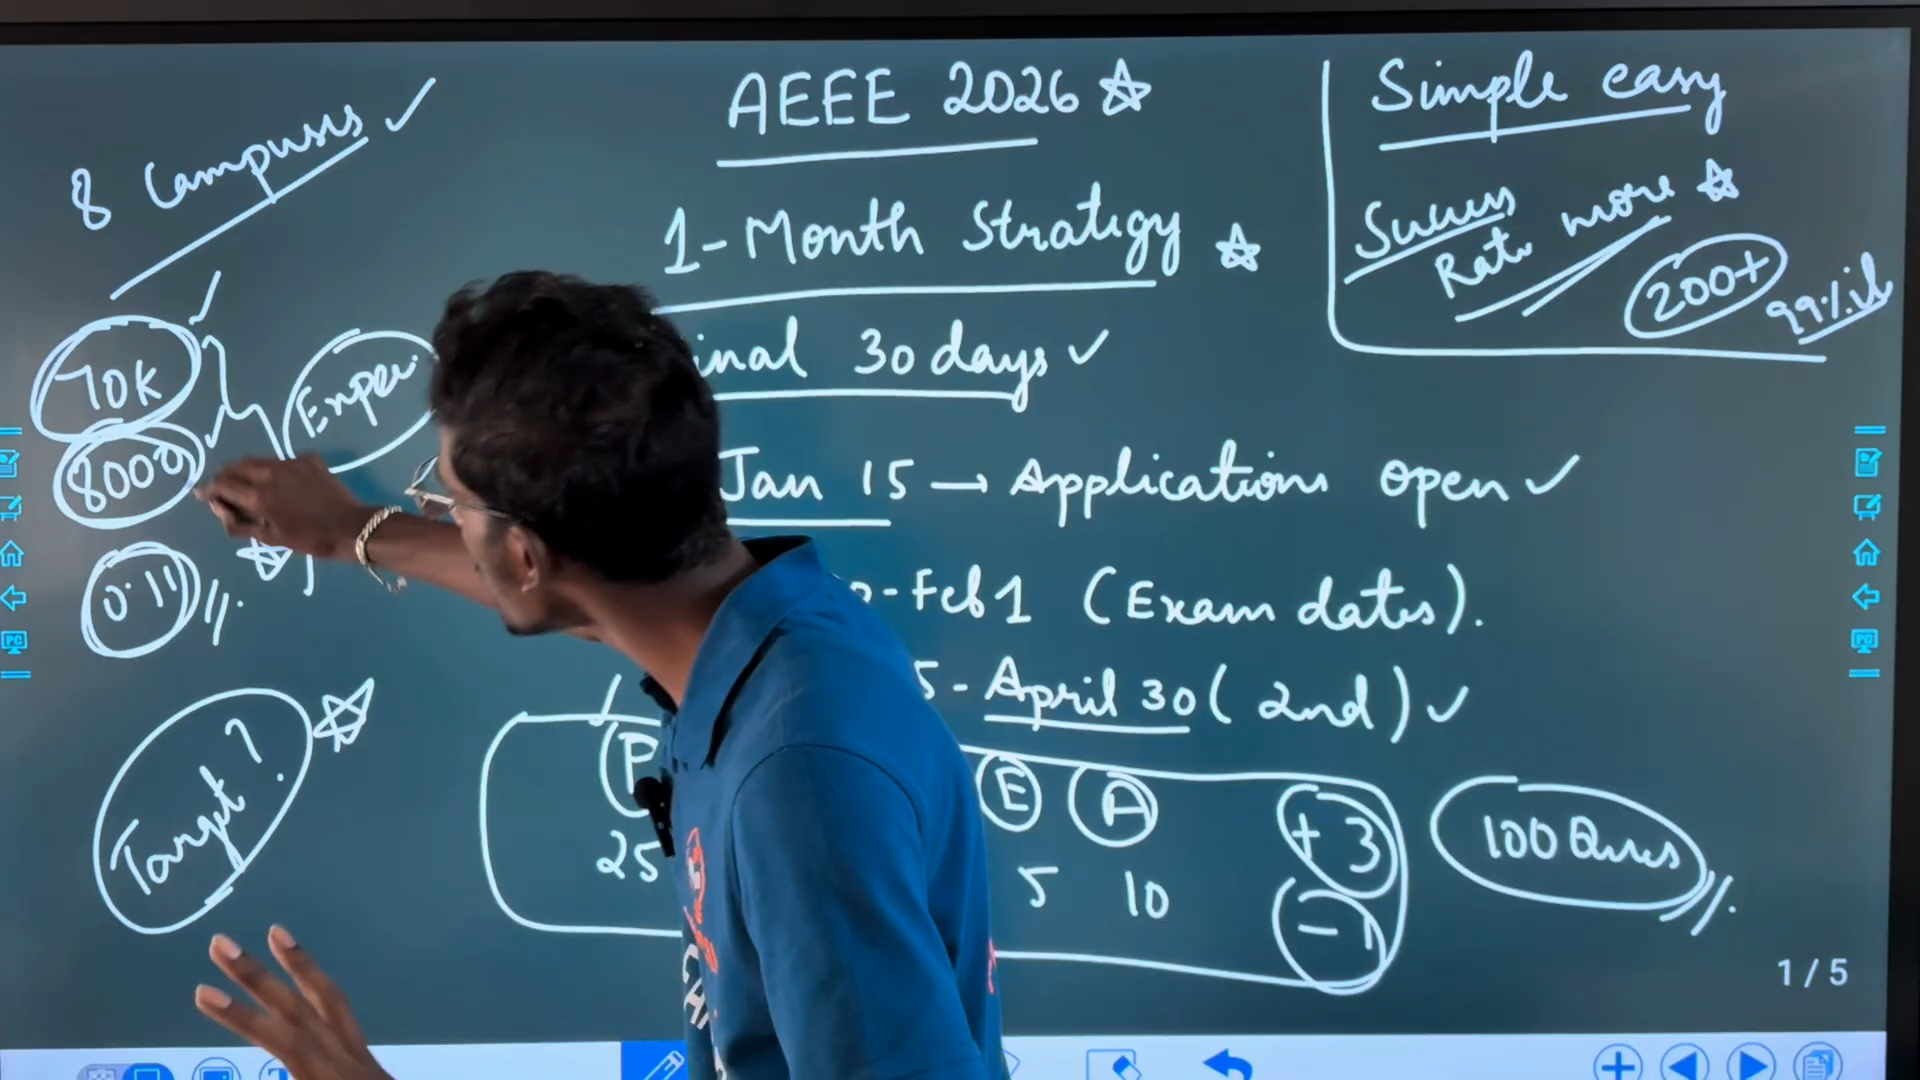 AEEE 2026
1-Month Strategy
inal 30 days
Jan 15 → Applications open
-Feb 1 (Exam dates).
5 - April 30 (2nd)
P E A +3
25 5 10 -1
100 Ques
8 Campuses
70K
8000
0.11
Target?
Simple easy
Success Rate more
200+ 99%ile
1 / 5